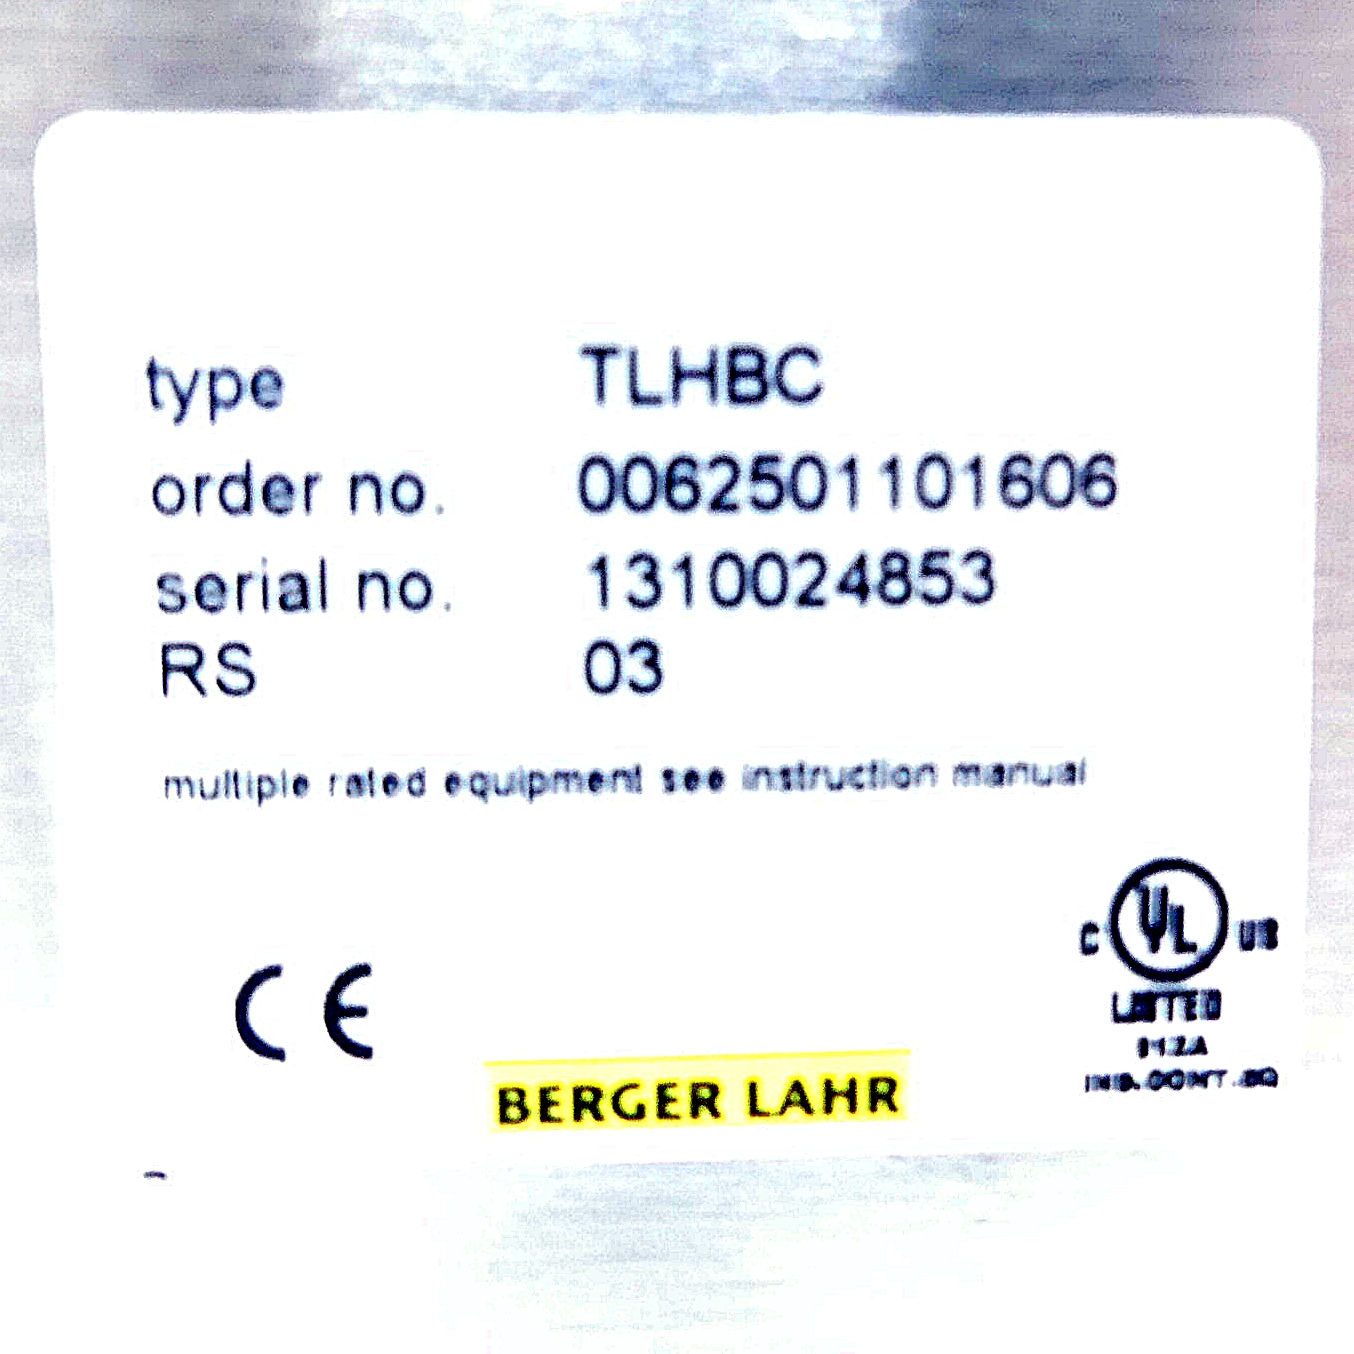 type TLHBC
order no. 0062501101606
serial no. 1310024853
RS 03
multiple rated equipment see instruction manual
C UL US
LISTED
CE
BERGER LAHR